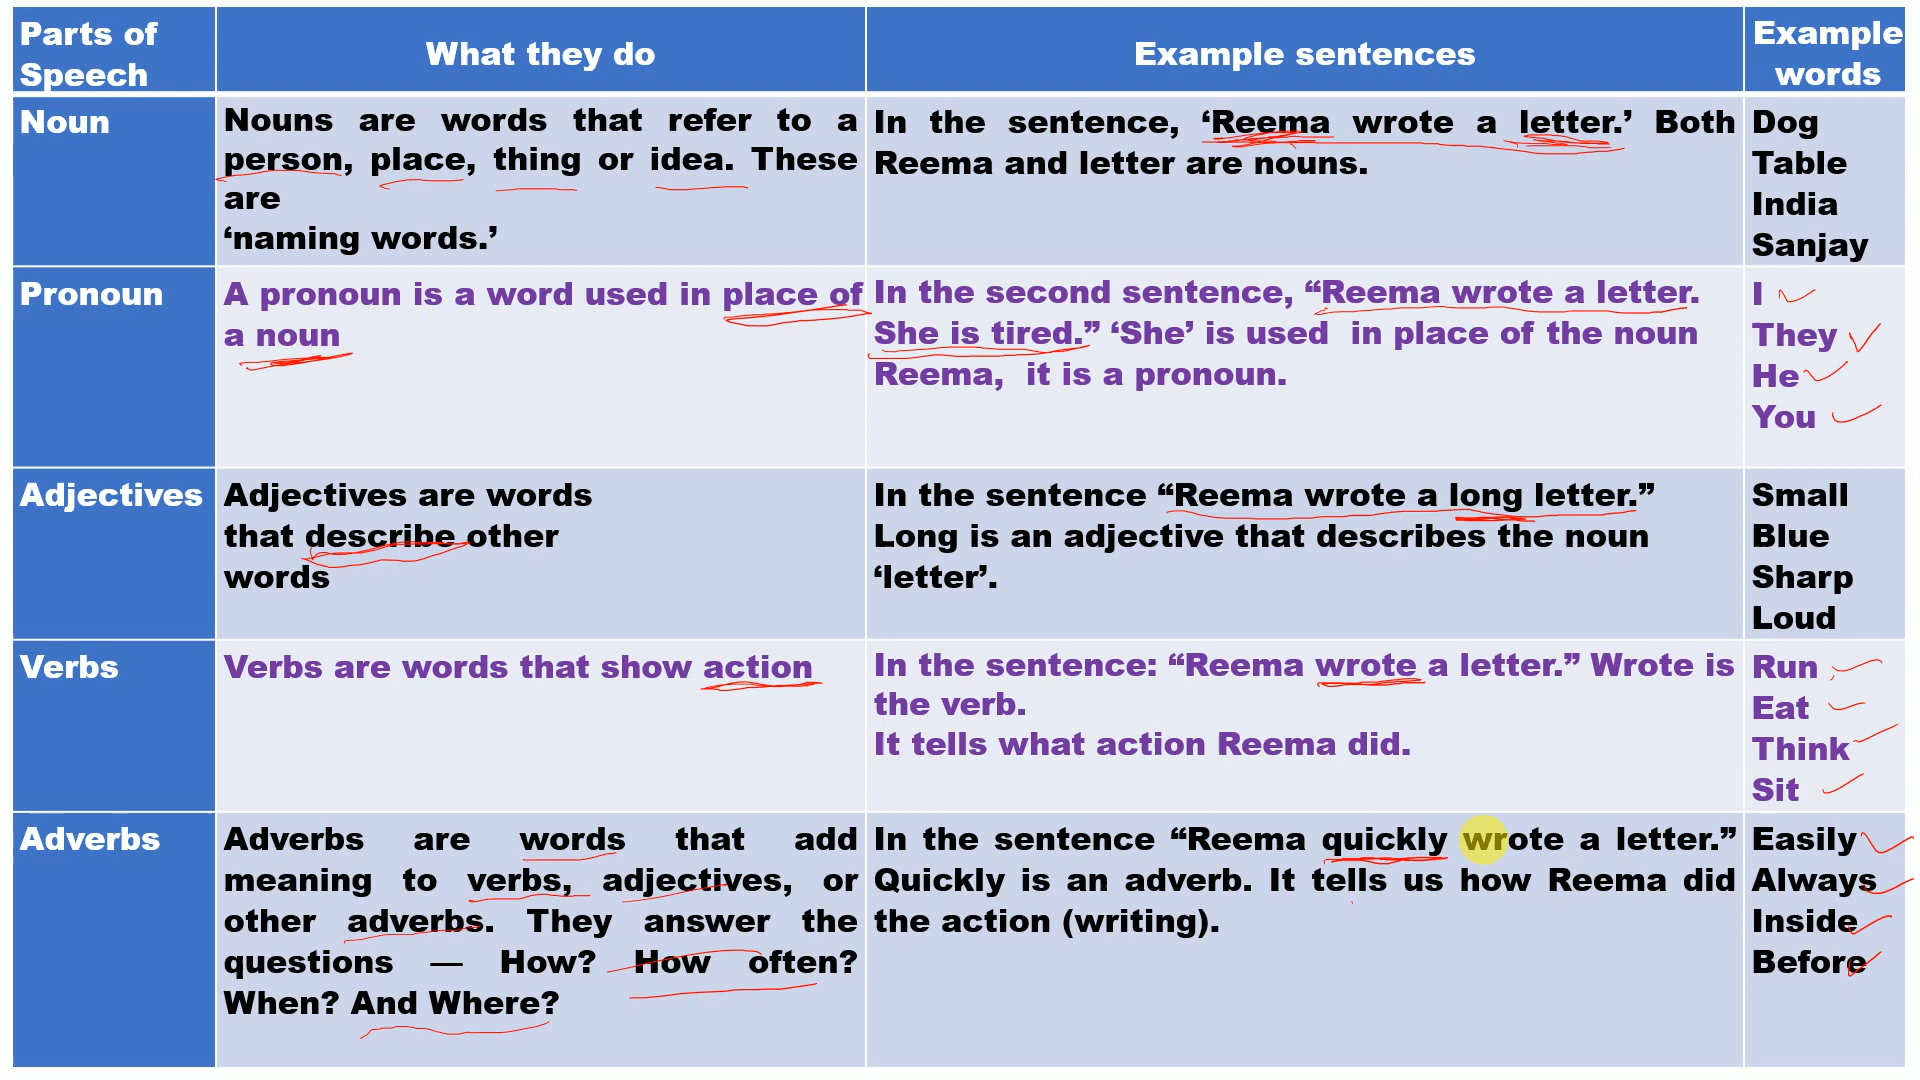 Parts of Speech
What they do
Example sentences
Example words
Noun
Nouns are words that refer to a
person, place, thing or idea. These
are
‘naming words.’
In the sentence, ‘Reema wrote a letter.’ Both
Reema and letter are nouns.
Dog
Table
India
Sanjay
Pronoun
A pronoun is a word used in place of
a noun
In the second sentence, “Reema wrote a letter.
She is tired.” ‘She’ is used in place of the noun
Reema, it is a pronoun.
I
They
He
You
Adjectives
Adjectives are words
that describe other
words
In the sentence “Reema wrote a long letter.”
Long is an adjective that describes the noun
‘letter’.
Small
Blue
Sharp
Loud
Verbs
Verbs are words that show action
In the sentence: “Reema wrote a letter.” Wrote is
the verb.
It tells what action Reema did.
Run
Eat
Think
Sit
Adverbs
Adverbs are words that add
meaning to verbs, adjectives, or
other adverbs. They answer the
questions — How? How often?
When? And Where?
In the sentence “Reema quickly wrote a letter.”
Quickly is an adverb. It tells us how Reema did
the action (writing).
Easily
Always
Inside
Before